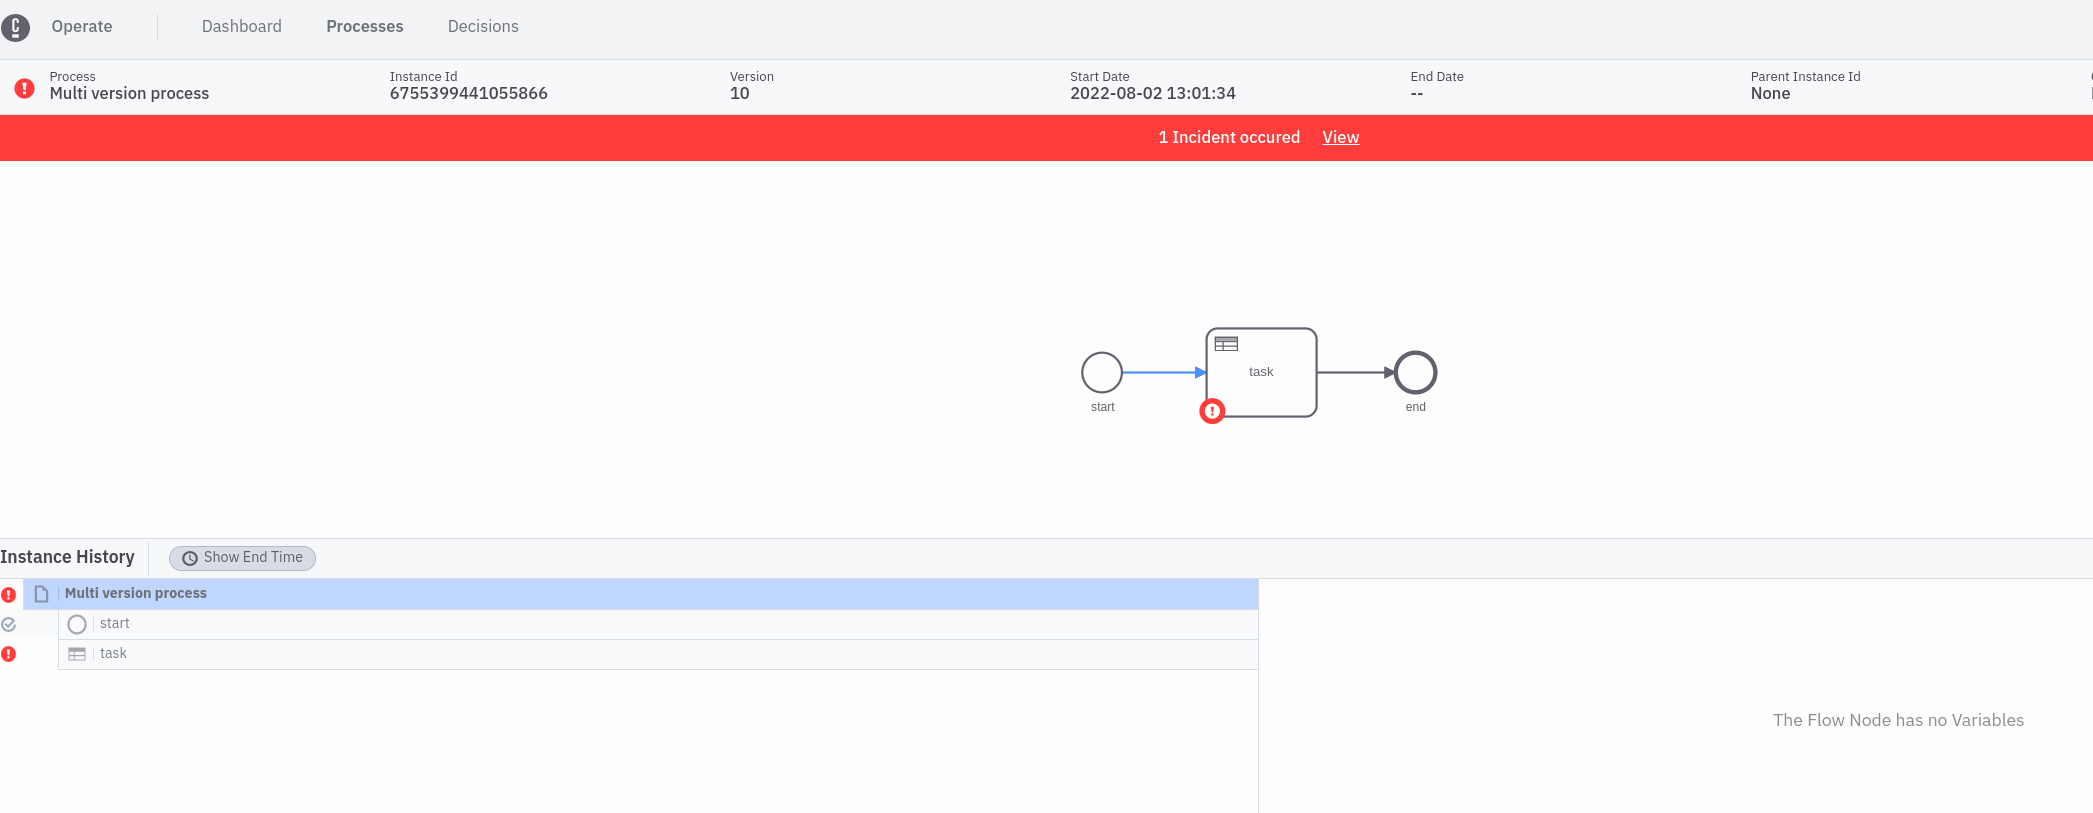 Operate Dashboard Processes Decisions
Process Instance Id Version Start Date End Date Parent Instance Id
Multi version process 6755399441055866 10 2022-08-02 13:01:34 -- None
1 Incident occured View
task
start end
Instance History Show End Time
Multi version process
start
task
The Flow Node has no Variables